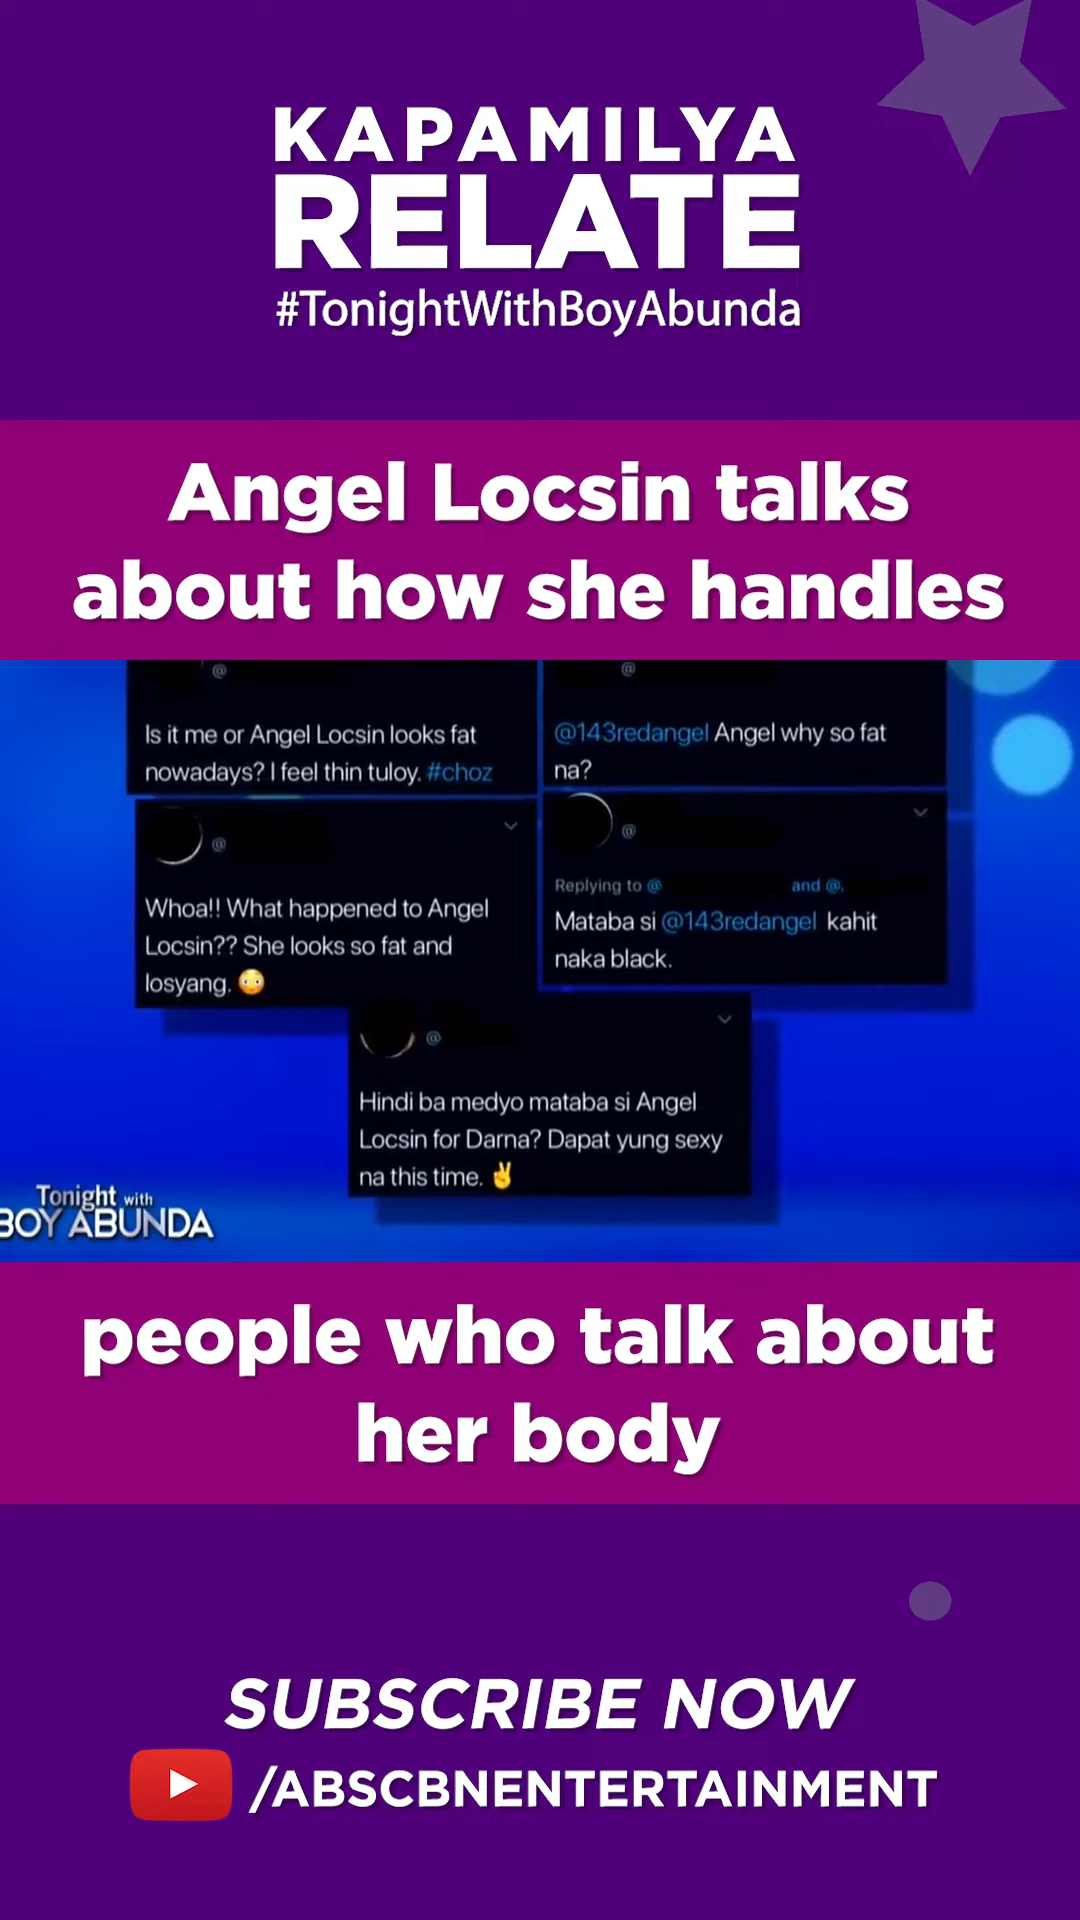 KAPAMILYA
RELATE
#TonightWithBoyAbunda
Angel Locsin talks
about how she handles
@
Is it me or Angel Locsin looks fat
nowadays? I feel thin tuloy. #choz
@
@143redangel Angel why so fat
na?
@
Whoa!! What happened to Angel
Locsin?? She looks so fat and
losyang. 😳
@
Replying to @ and @.
Mataba si @143redangel kahit
naka black.
@
Hindi ba medyo mataba si Angel
Locsin for Darna? Dapat yung sexy
na this time. ✌
Tonight with
BOY ABUNDA
people who talk about
her body
SUBSCRIBE NOW
/ABSCBNENTERTAINMENT